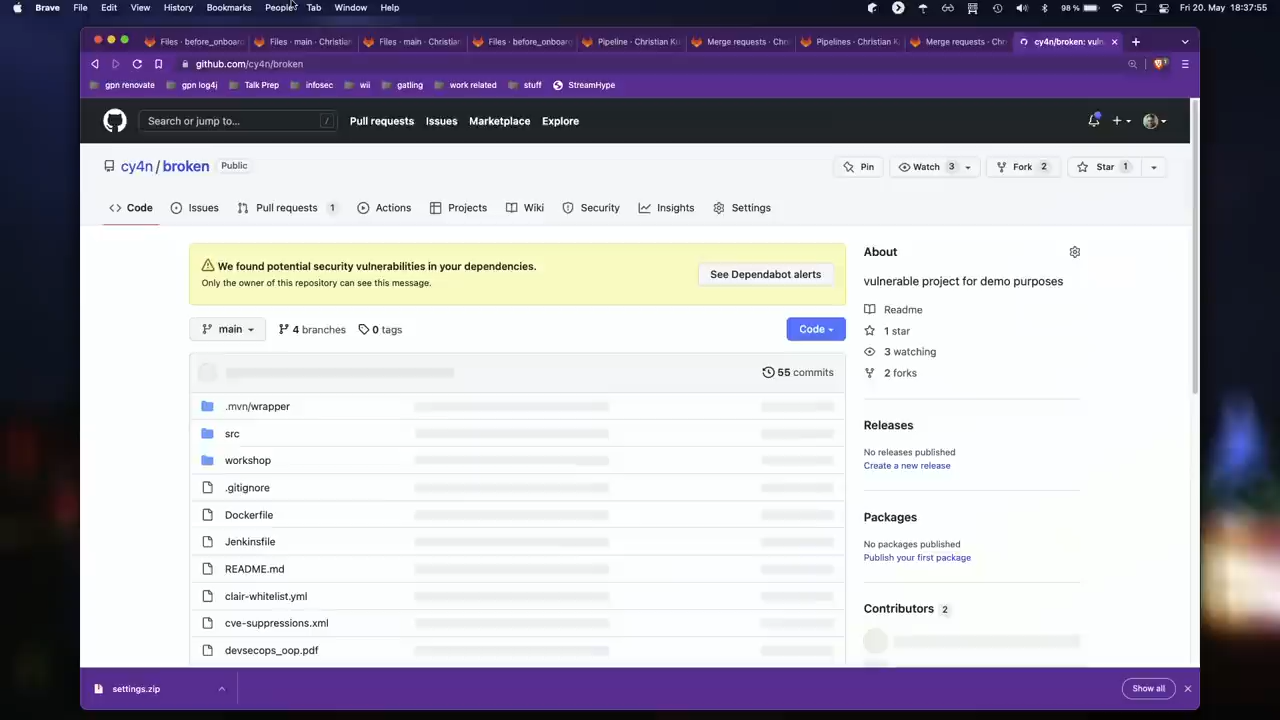 Brave File Edit View History Bookmarks People Tab Window Help 98 % Fri 20. May 18:37:55
Files · before_onboard Files · main · Christian Files · main · Christian Files · before_onboard Pipeline · Christian Ku Merge requests · Chri Pipelines · Christian K Merge requests · Chri cy4n/broken: vuln
github.com/cy4n/broken
gpn renovate gpn log4j Talk Prep infosec wii gatling work related stuff StreamHype
Search or jump to... / Pull requests Issues Marketplace Explore
cy4n / broken Public Pin Watch 3 Fork 2 Star 1
Code Issues Pull requests 1 Actions Projects Wiki Security Insights Settings
We found potential security vulnerabilities in your dependencies.
Only the owner of this repository can see this message.
See Dependabot alerts
main 4 branches 0 tags Code
55 commits
.mvn/wrapper
src
workshop
.gitignore
Dockerfile
Jenkinsfile
README.md
clair-whitelist.yml
cve-suppressions.xml
devsecops_oop.pdf
About
vulnerable project for demo purposes
Readme
1 star
3 watching
2 forks
Releases
No releases published
Create a new release
Packages
No packages published
Publish your first package
Contributors 2
settings.zip Show all